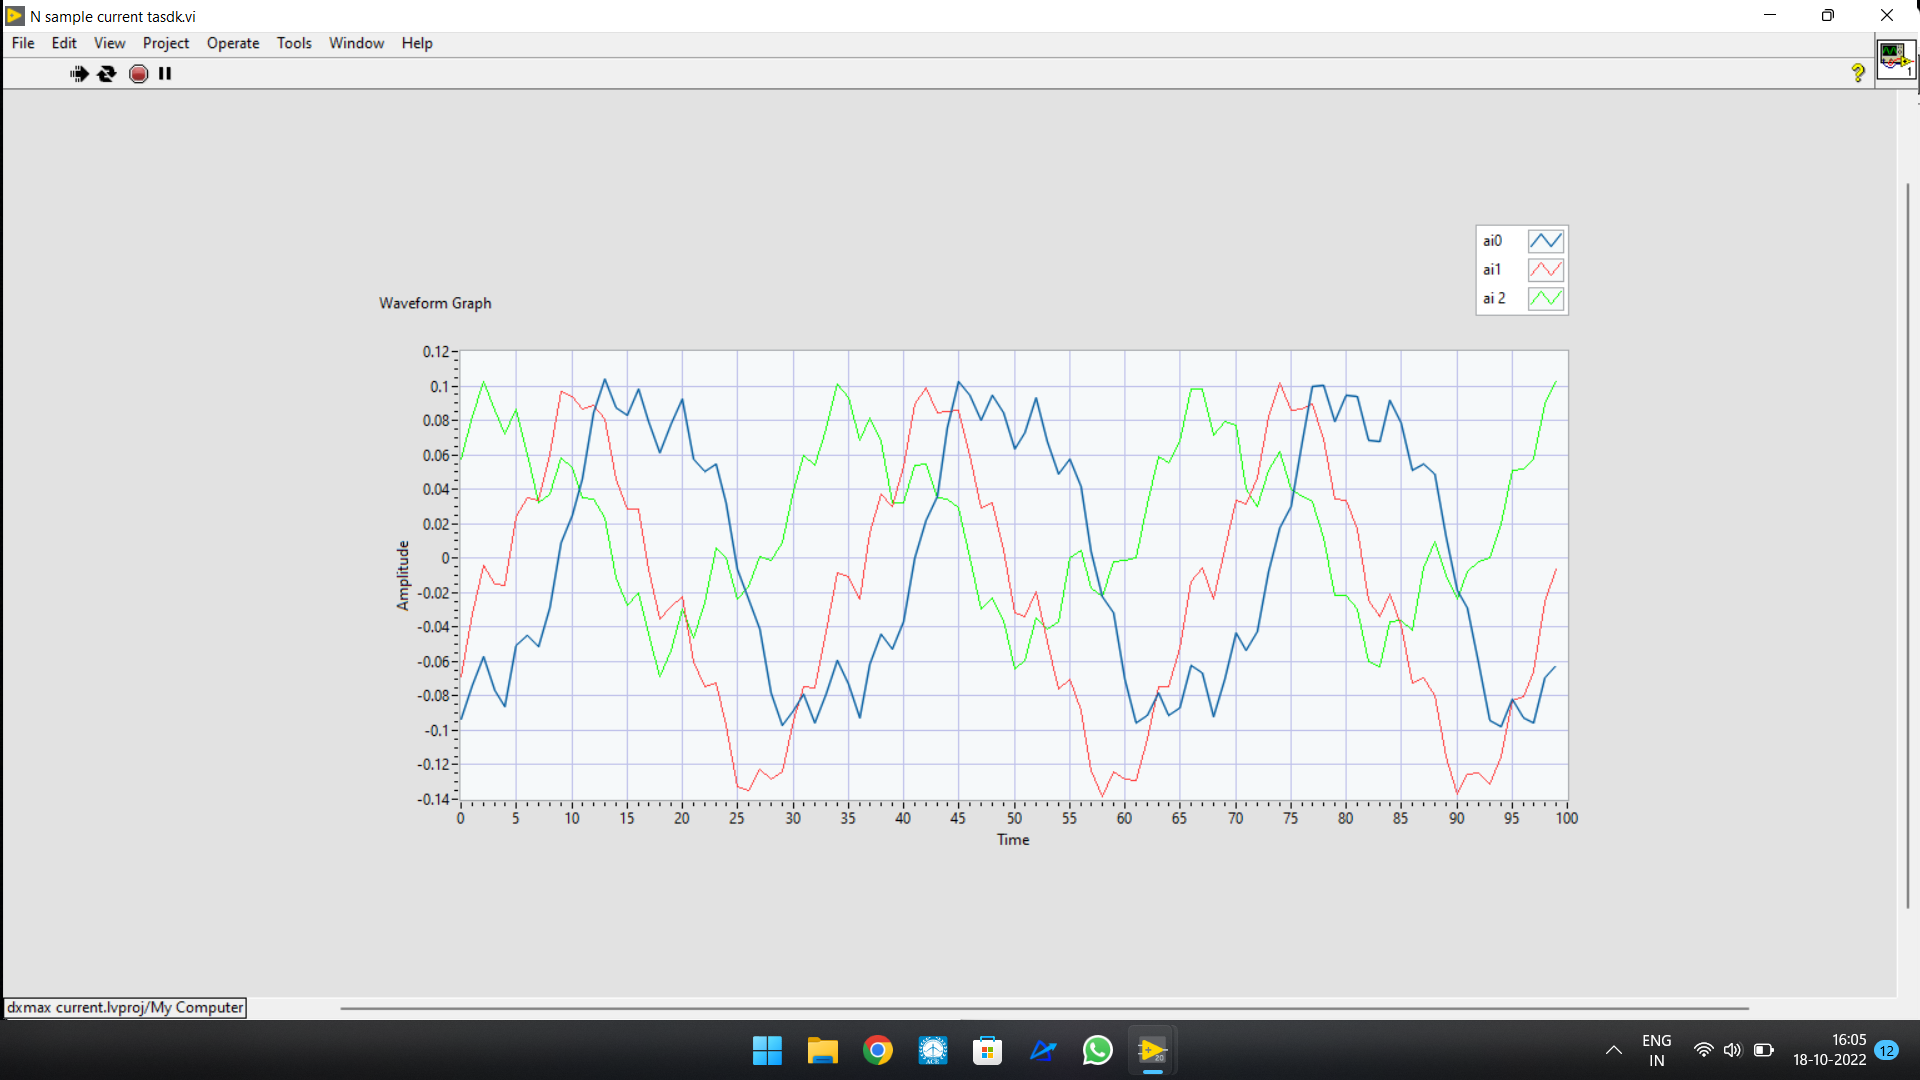 N sample current tasdk.vi
File Edit View Project Operate Tools Window Help
?
1
ai0
ai1
ai 2
Waveform Graph
0.12
0.1
0.08
0.06
0.04
0.02
0
-0.02
-0.04
-0.06
-0.08
-0.1
-0.12
-0.14
Amplitude
0 5 10 15 20 25 30 35 40 45 50 55 60 65 70 75 80 85 90 95 100
Time
dxmax current.lvproj/My Computer
ACE
20
ENG
IN
16:05
18-10-2022
12